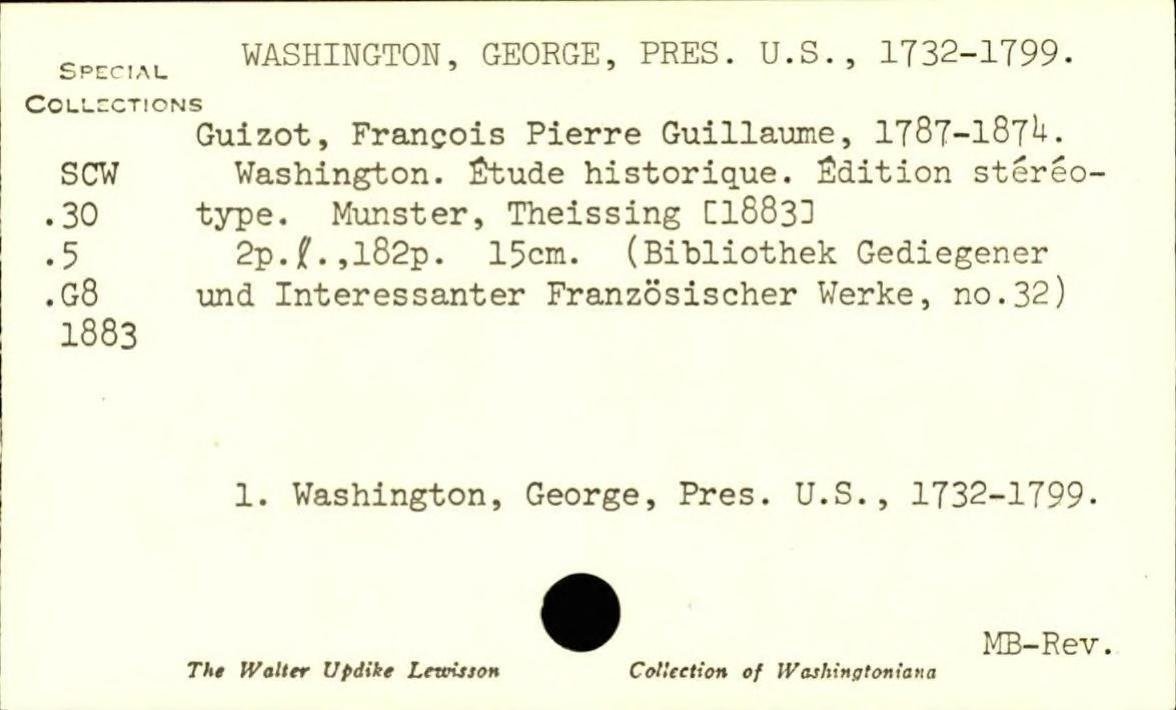 WASHINGTON, GEORGE, PRES. U.S., 1732-1799.
SPECIAL
COLLECTIONS
Guizot, François Pierre Guillaume, 1787-1874.
SCW Washington. Étude historique. Édition stéréo-
.30 type. Munster, Theissing [1883]
.5 2p.ℓ.,182p. 15cm. (Bibliothek Gediegener
.G8 und Interessanter Französischer Werke, no.32)
1883
1. Washington, George, Pres. U.S., 1732-1799.
MB-Rev.
The Walter Updike Lewisson Collection of Washingtoniana